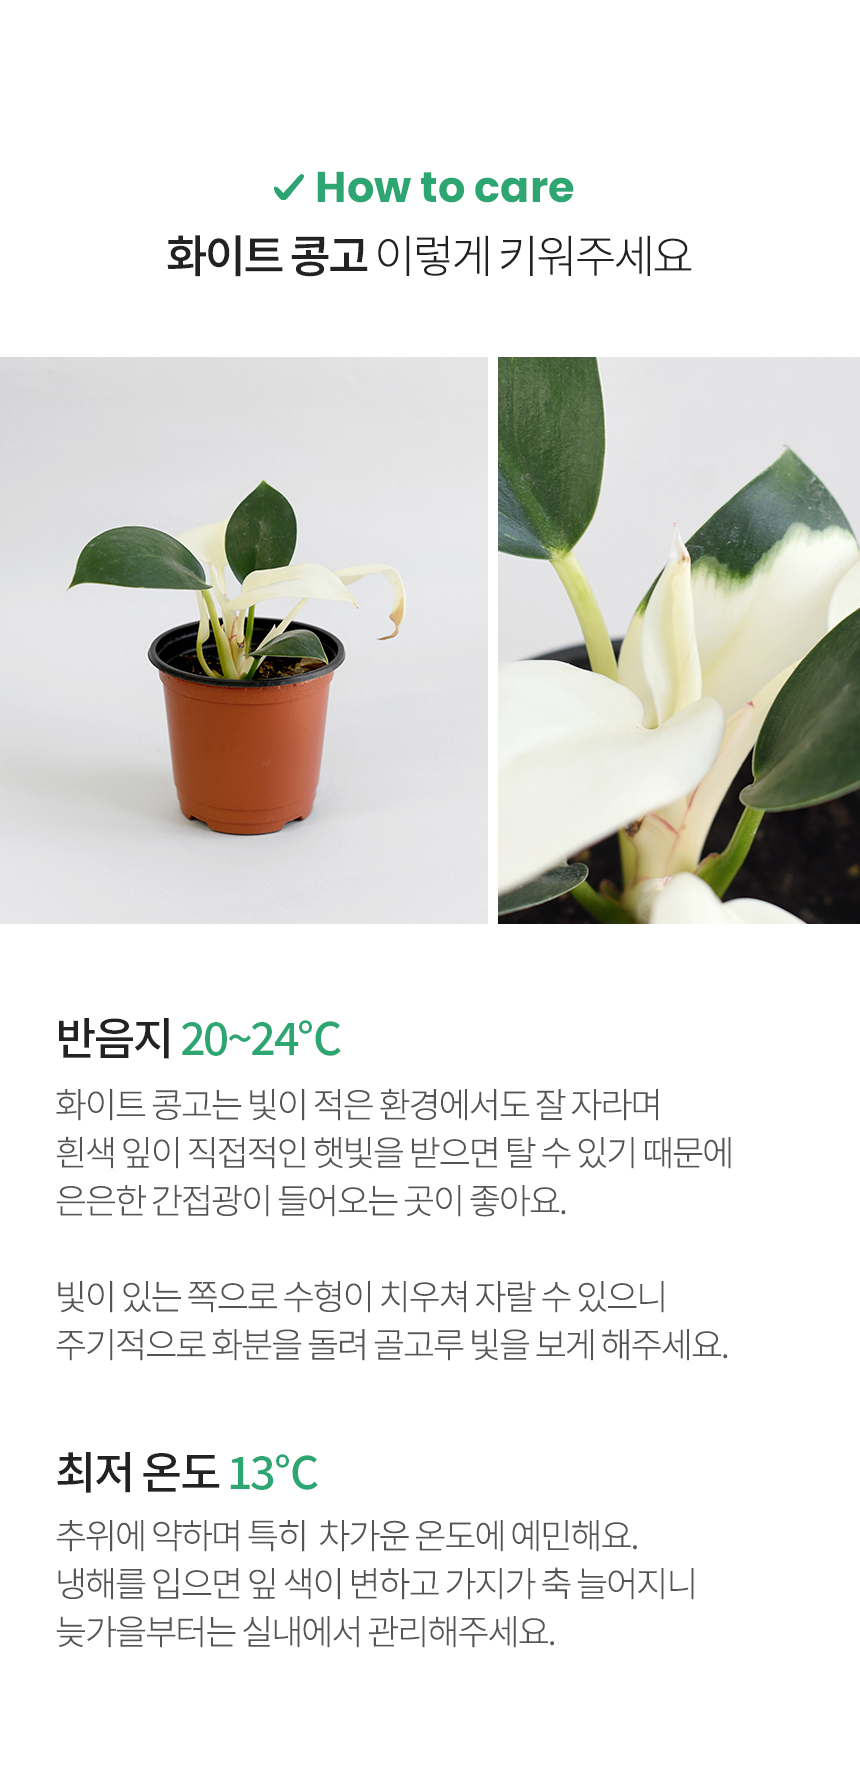 How to care
화이트 콩고 이렇게 키워주세요
반음지 20~24°C
화이트 콩고는 빛이 적은 환경에서도 잘 자라며
흰색 잎이 직접적인 햇빛을 받으면 탈 수 있기 때문에
은은한 간접광이 들어오는 곳이 좋아요.
빛이 있는 쪽으로 수형이 치우쳐 자랄 수 있으니
주기적으로 화분을 돌려 골고루 빛을 보게 해주세요.
최저 온도 13°C
추위에 약하며 특히 차가운 온도에 예민해요.
냉해를 입으면 잎 색이 변하고 가지가 축 늘어지니
늦가을부터는 실내에서 관리해주세요.